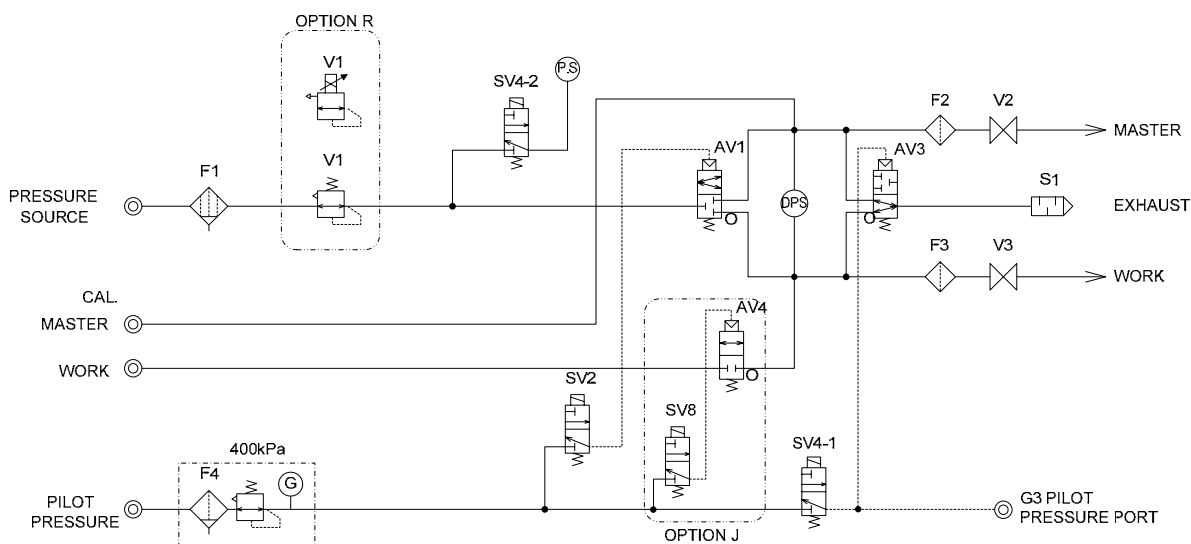 OPTION R
V1
SV4-2
P.S
F2
V2
MASTER
AV1
AV3
F1
V1
S1
PRESSURE
SOURCE
DPS
EXHAUST
F3
V3
WORK
CAL.
MASTER
AV4
WORK
SV2
SV8
400kPa
SV4-1
F4
G
PILOT
PRESSURE
G3 PILOT
PRESSURE PORT
OPTION J